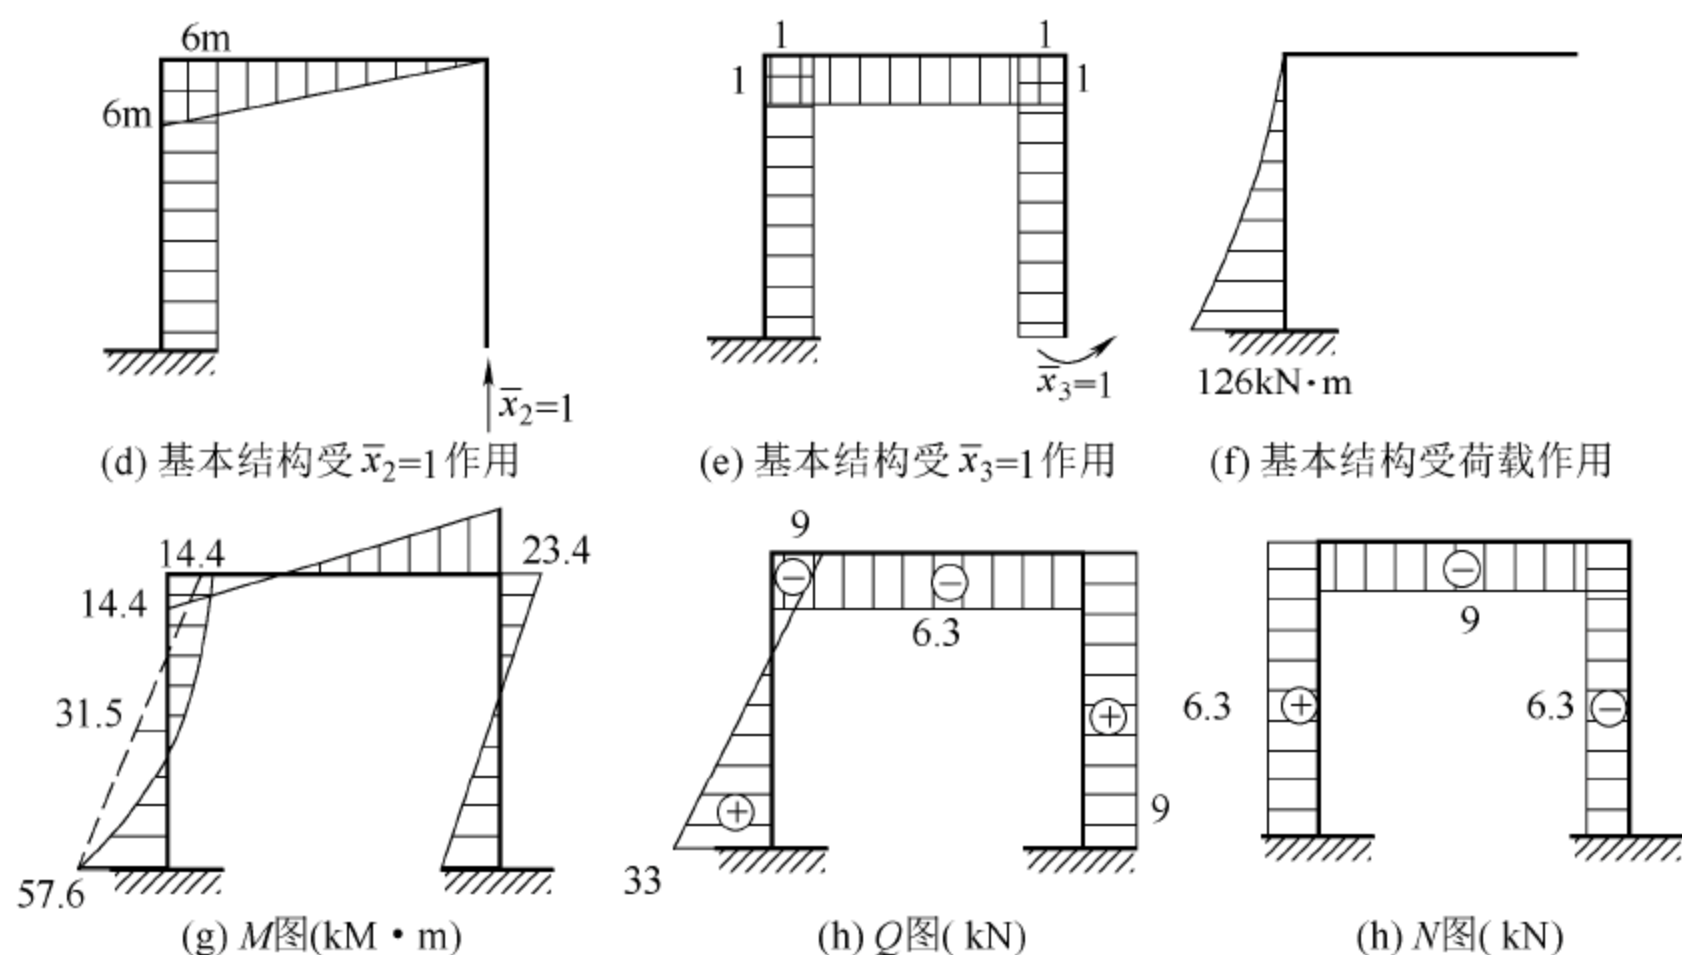 6m
6m
x̄₂=1
(d) 基本结构受 x̄₂=1作用
1
1
1
1
x̄₃=1
(e) 基本结构受 x̄₃=1作用
126kN·m
(f) 基本结构受荷载作用
14.4
23.4
14.4
31.5
57.6
(g) M图(kM·m)
9
−
−
6.3
+
+
9
33
(h) Q图( kN)
−
9
6.3
+
6.3
−
(h) N图( kN)